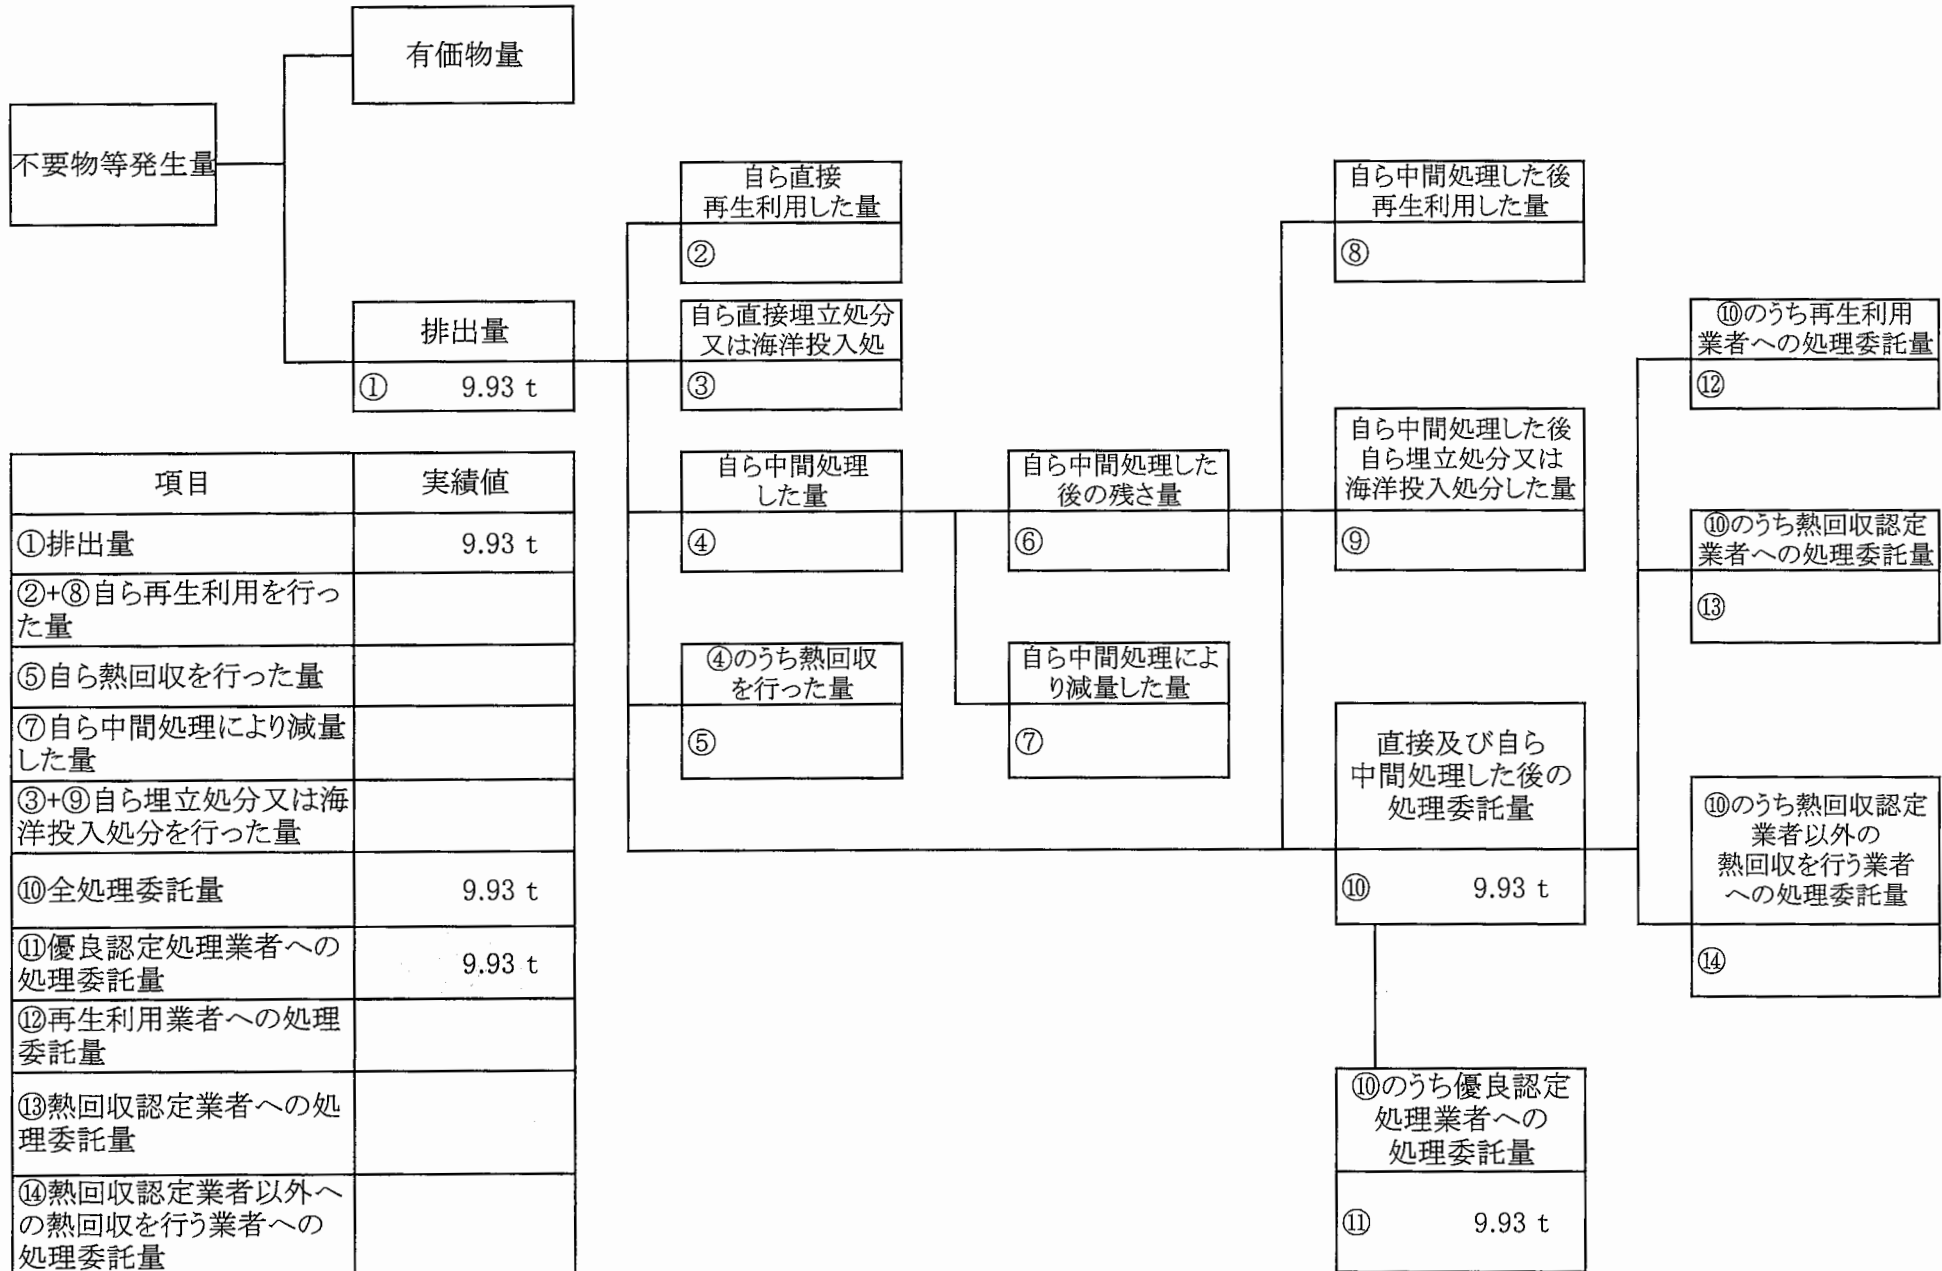 有価物量
不要物等発生量
自ら直接
再生利用した量
②
自ら中間処理した後
再生利用した量
⑧
排出量
① 9.93 t
自ら直接埋立処分
又は海洋投入処
③
⑩のうち再生利用
業者への処理委託量
⑫
自ら中間処理
した量
④
自ら中間処理した
後の残さ量
⑥
自ら中間処理した後
自ら埋立処分又は
海洋投入処分した量
⑨
⑩のうち熱回収認定
業者への処理委託量
⑬
④のうち熱回収
を行った量
⑤
自ら中間処理によ
り減量した量
⑦
直接及び自ら
中間処理した後の
処理委託量
⑩ 9.93 t
⑩のうち熱回収認定
業者以外の
熱回収を行う業者
への処理委託量
⑭
⑩のうち優良認定
処理業者への
処理委託量
⑪ 9.93 t
項目 実績値
①排出量 9.93 t
②+⑧自ら再生利用を行っ
た量
⑤自ら熱回収を行った量
⑦自ら中間処理により減量
した量
③+⑨自ら埋立処分又は海
洋投入処分を行った量
⑩全処理委託量 9.93 t
⑪優良認定処理業者への
処理委託量 9.93 t
⑫再生利用業者への処理
委託量
⑬熱回収認定業者への処
理委託量
⑭熱回収認定業者以外へ
の熱回収を行う業者への
処理委託量